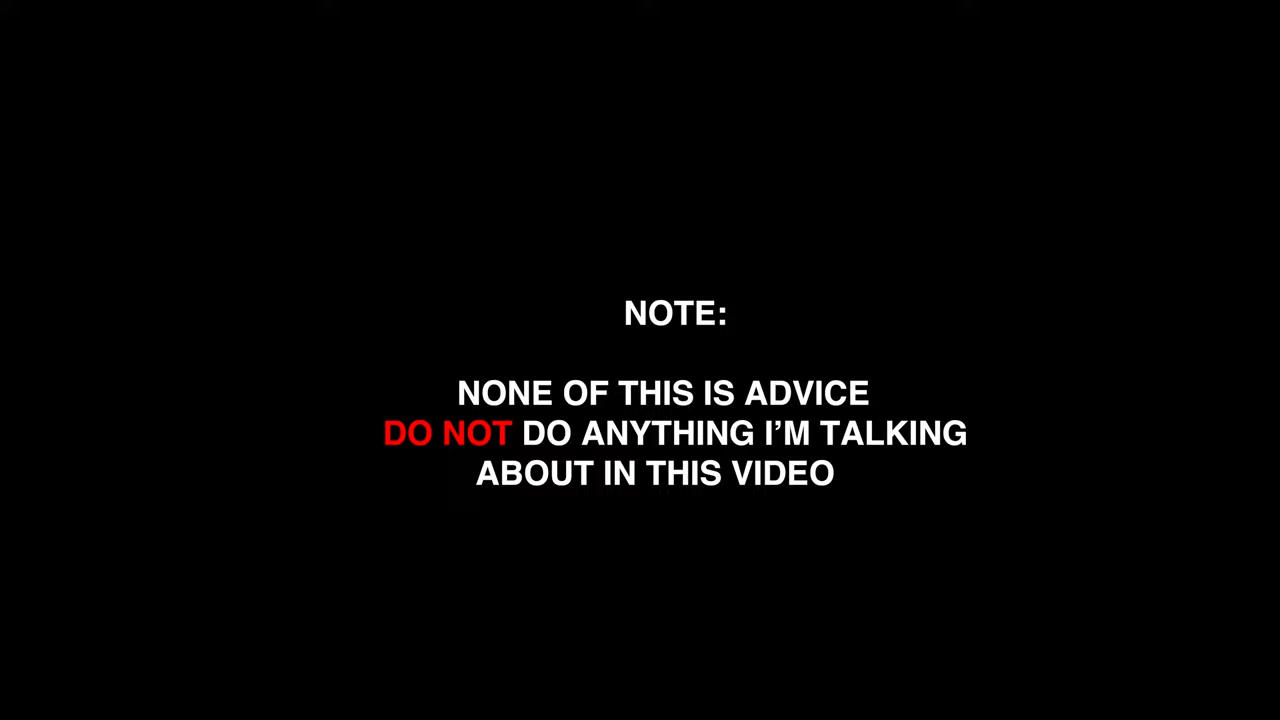 NOTE:
NONE OF THIS IS ADVICE
DO NOT DO ANYTHING I’M TALKING
ABOUT IN THIS VIDEO